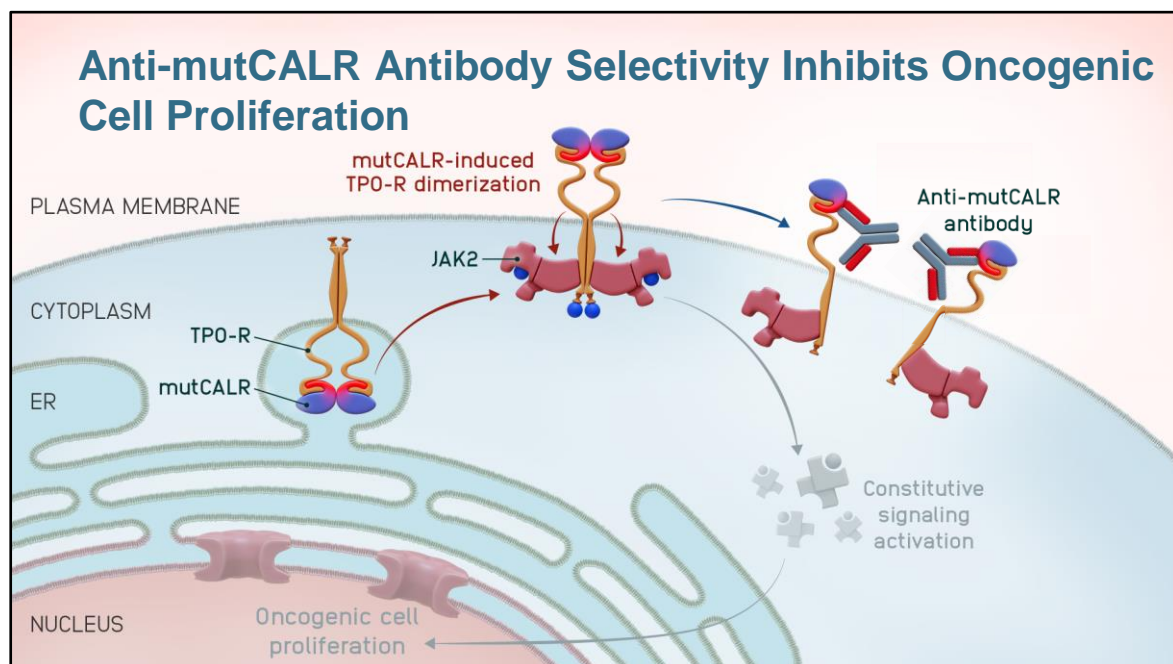 Anti-mutCALR Antibody Selectivity Inhibits Oncogenic
Cell Proliferation
mutCALR-induced
TPO-R dimerization
PLASMA MEMBRANE
Anti-mutCALR
antibody
JAK2
CYTOPLASM
TPO-R
mutCALR
ER
Constitutive
signaling
activation
Oncogenic cell
proliferation
NUCLEUS